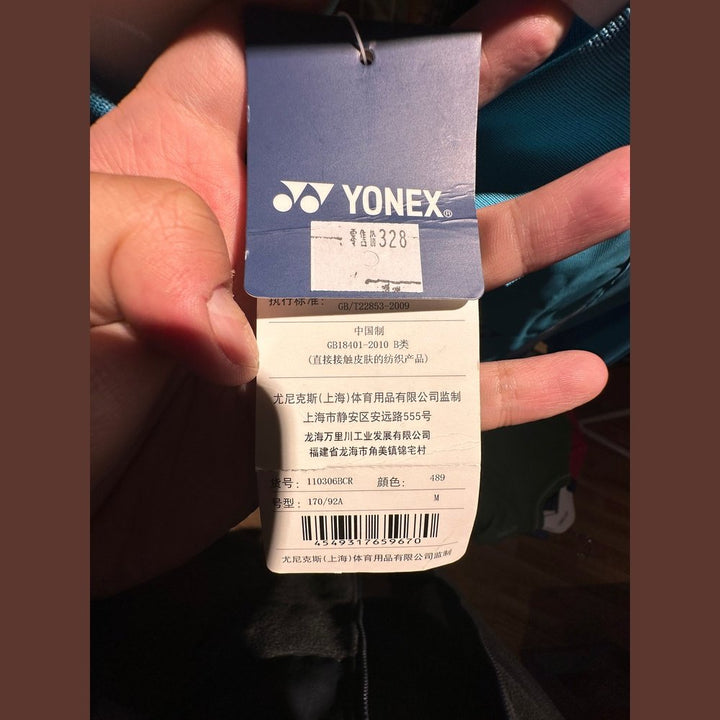 YONEX®
零售价328
执行标准: GB/T22853-2009
中国制
GB18401-2010 B类
(直接接触皮肤的纺织产品)
尤尼克斯(上海)体育用品有限公司监制
上海市静安区安远路555号
龙海万里川工业发展有限公司
福建省龙海市角美镇锦宅村
货号: 110306BCR 颜色: 489
号型: 170/92A M
4549317659670
尤尼克斯(上海)体育用品有限公司监制